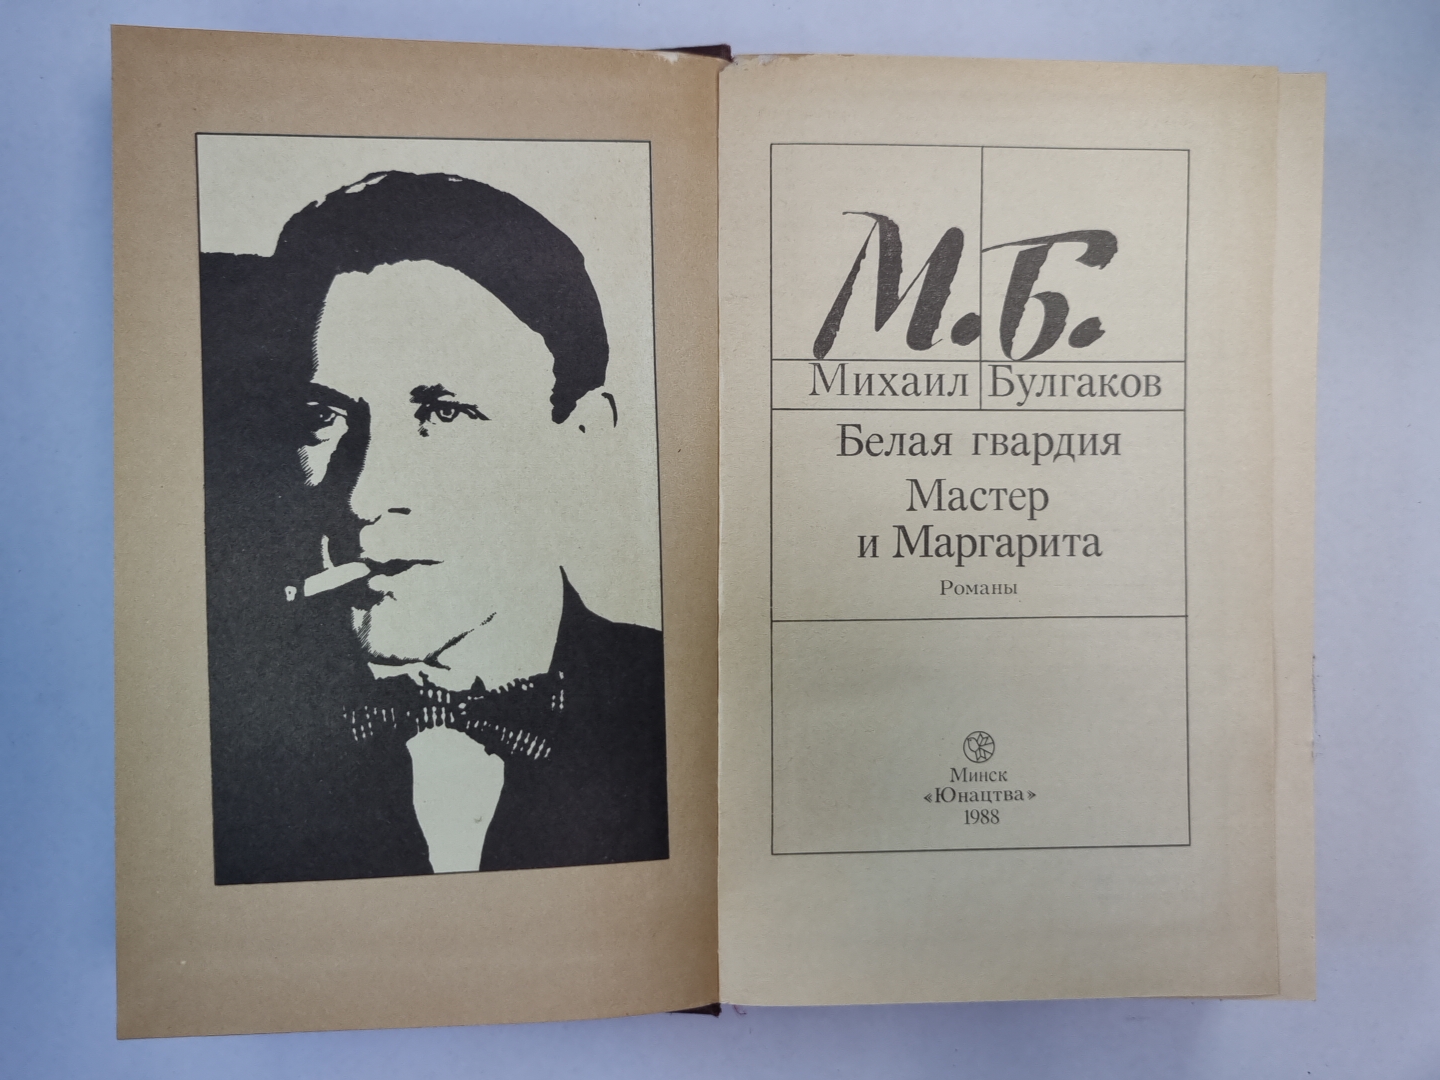 М.Б.
Михаил Булгаков
Белая гвардия
Мастер
и Маргарита
Романы
Минск
«Юнацтва»
1988